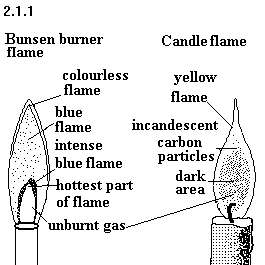 2.1.1
Bunsen burner
flame
colourless
flame
blue
flame
intense
blue flame
hottest part
of flame
unburnt gas
Candle flame
yellow
flame
incandescent
carbon
particles
dark
area